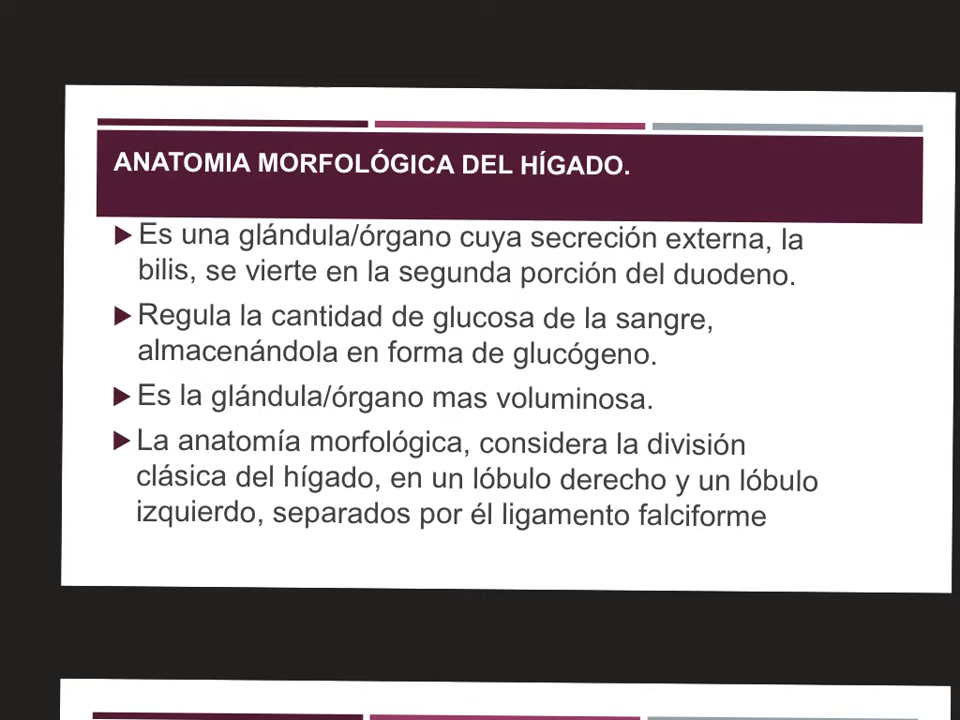 ANATOMIA MORFOLÓGICA DEL HÍGADO.
Es una glándula/órgano cuya secreción externa, la
bilis, se vierte en la segunda porción del duodeno.
Regula la cantidad de glucosa de la sangre,
almacenándola en forma de glucógeno.
Es la glándula/órgano mas voluminosa.
La anatomía morfológica, considera la división
clásica del hígado, en un lóbulo derecho y un lóbulo
izquierdo, separados por él ligamento falciforme